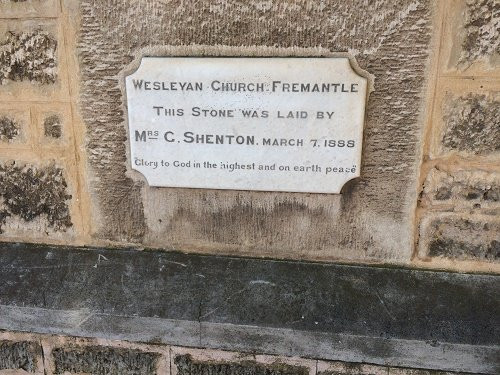 Wesleyan Church. Fremantle
This Stone was laid by
Mrs G. Shenton. March 7. 1888
Glory to God in the highest and on earth peace